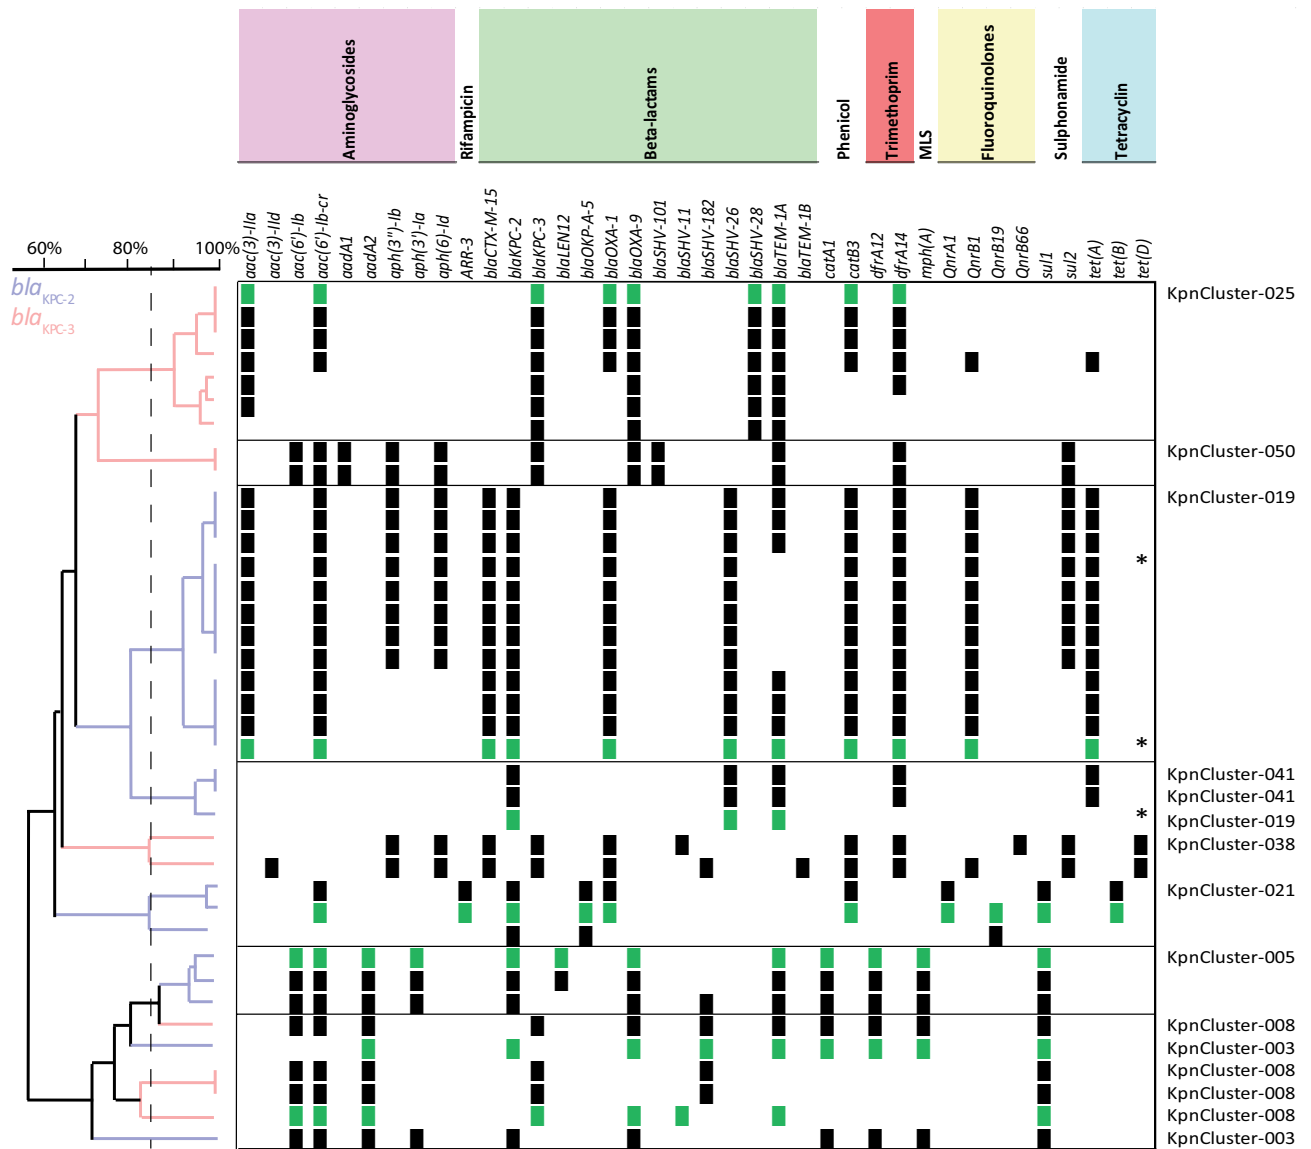 Aminoglycosides
Rifampicin
Beta-lactams
Phenicol
Trimethoprim
MLS
Fluoroquinolones
Sulphonamide
Tetracyclin
60% 80% 100%
aac(3)-IIa
aac(3)-IId
aac(6')-Ib
aac(6')-Ib-cr
aadA1
aadA2
aph(3'')-Ib
aph(3')-Ia
aph(6)-Id
ARR-3
blaCTX-M-15
blaKPC-2
blaKPC-3
blaLEN12
blaOKP-A-5
blaOXA-1
blaOXA-9
blaSHV-101
blaSHV-11
blaSHV-182
blaSHV-26
blaSHV-28
blaTEM-1A
blaTEM-1B
catA1
catB3
dfrA12
dfrA14
mph(A)
QnrA1
QnrB1
QnrB19
QnrB66
sul1
sul2
tet(A)
tet(B)
tet(D)
bla KPC-2
bla KPC-3
KpnCluster-025
KpnCluster-050
KpnCluster-019
*
*
KpnCluster-041
KpnCluster-041
* KpnCluster-019
KpnCluster-038
KpnCluster-021
KpnCluster-005
KpnCluster-008
KpnCluster-003
KpnCluster-008
KpnCluster-008
KpnCluster-008
KpnCluster-003